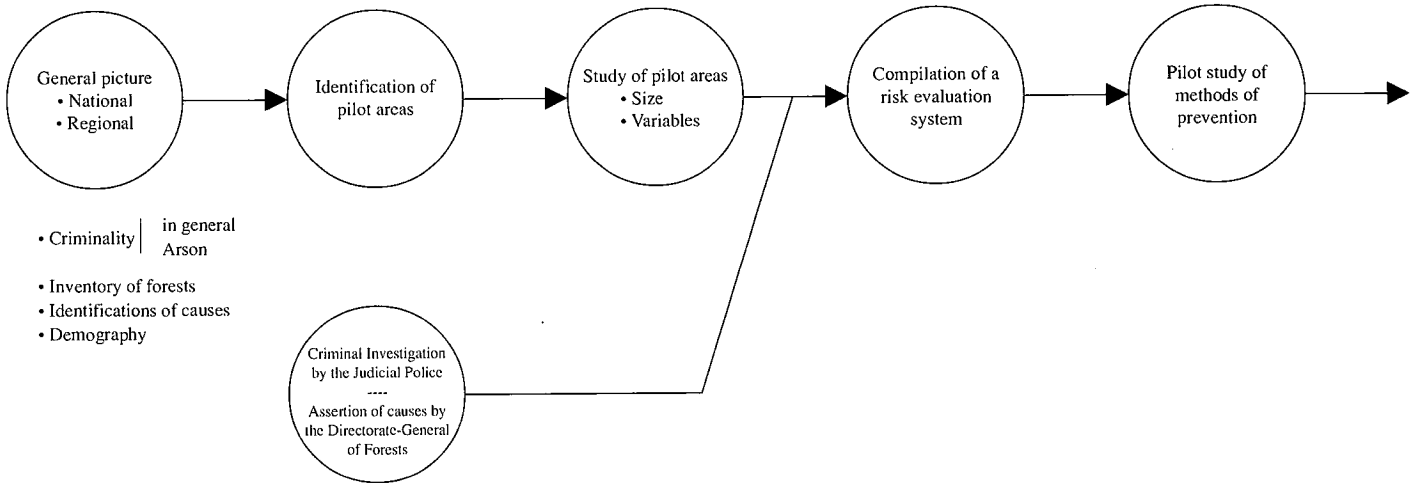 General picture
• National
• Regional
Identification of
pilot areas
Study of pilot areas
• Size
• Variables
Compilation of a
risk evaluation
system
Pilot study of
methods of
prevention
• Criminality
in general
Arson
• Inventory of forests
• Identifications of causes
• Demography
Criminal Investigation
by the Judicial Police
----
Assertion of causes by
the Directorate-General
of Forests